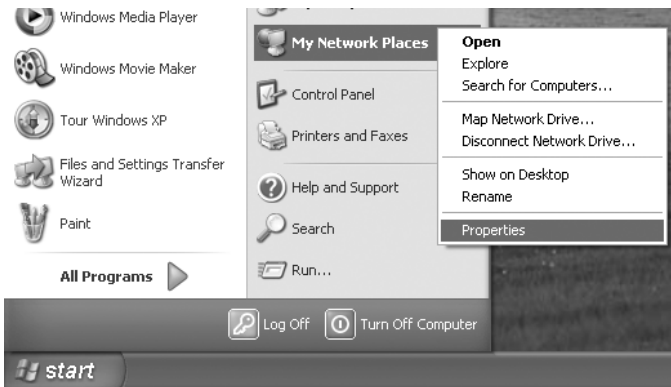 Windows Media Player
Windows Movie Maker
Tour Windows XP
Files and Settings Transfer
Wizard
Paint
All Programs
My Network Places
Control Panel
Printers and Faxes
Help and Support
Search
Run...
Open
Explore
Search for Computers...
Map Network Drive...
Disconnect Network Drive...
Show on Desktop
Rename
Properties
Log Off
Turn Off Computer
start